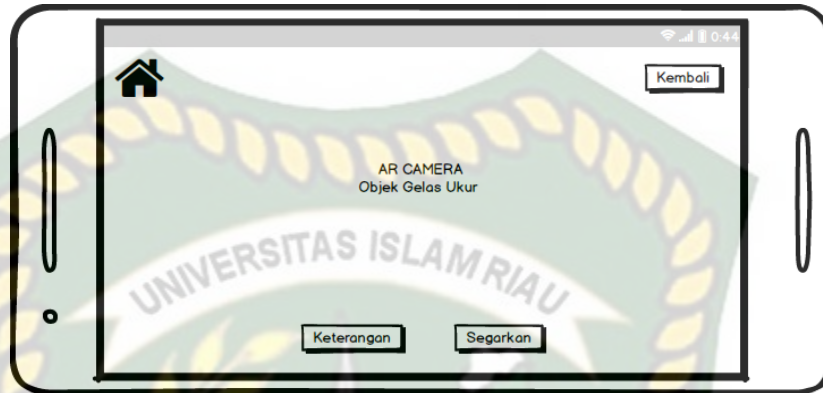 0:44
Kembali
AR CAMERA
Objek Gelas Ukur
UNIVERSITAS ISLAM RIAU
Keterangan
Segarkan